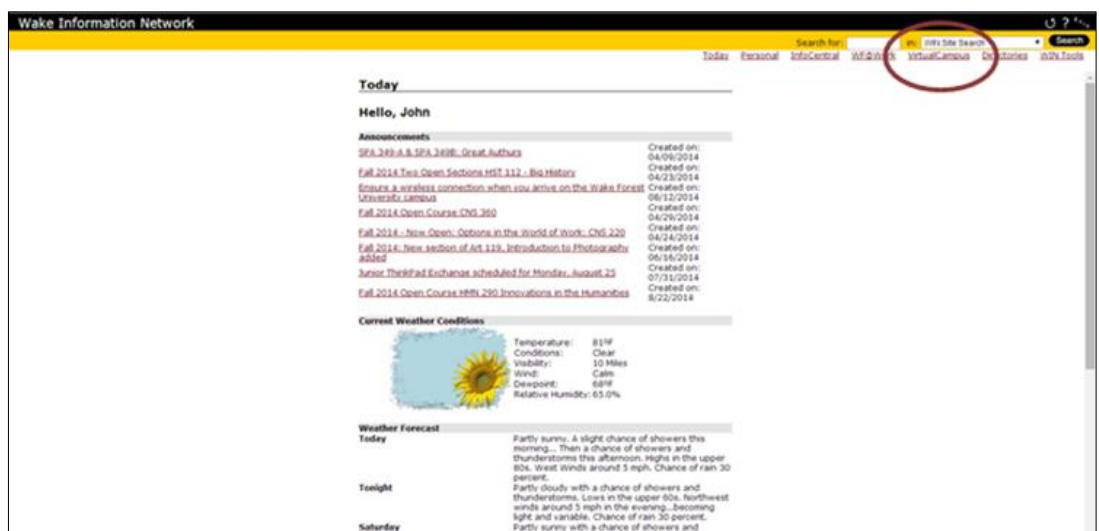 Wake Information Network
Search for: in: WIN Site Search Search
Today Personal InfoCentral WF@Work VirtualCampus Directories WIN Tools
Today
Hello, John
Announcements
SPA 349-A & SPA 349B: Great Authurs Created on: 04/09/2014
Fall 2014 Two Open Sections HST 112 - Big History Created on: 04/23/2014
Ensure a wireless connection when you arrive on the Wake Forest University campus Created on: 08/12/2014
Fall 2014 Open Course CNS 360 Created on: 04/29/2014
Fall 2014 - Now Open: Options in the World of Work: CNS 220 Created on: 04/24/2014
Fall 2014: New section of Art 119, Introduction to Photography added Created on: 06/16/2014
Junior ThinkPad Exchange scheduled for Monday, August 25 Created on: 07/31/2014
Fall 2014 Open Course HMN 290 Innovations in the Humanities Created on: 8/22/2014
Current Weather Conditions
Temperature: 81ºF
Conditions: Clear
Visibility: 10 Miles
Wind: Calm
Dewpoint: 68ºF
Relative Humidity: 65.0%
Weather Forecast
Today Partly sunny. A slight chance of showers this
morning... Then a chance of showers and
thunderstorms this afternoon. Highs in the upper
80s. West Winds around 5 mph. Chance of rain 30
percent.
Tonight Partly cloudy with a chance of showers and
thunderstorms. Lows in the upper 60s. Northwest
winds around 5 mph in the evening...becoming
light and variable. Chance of rain 30 percent.
Saturday Partly sunny with a chance of showers and